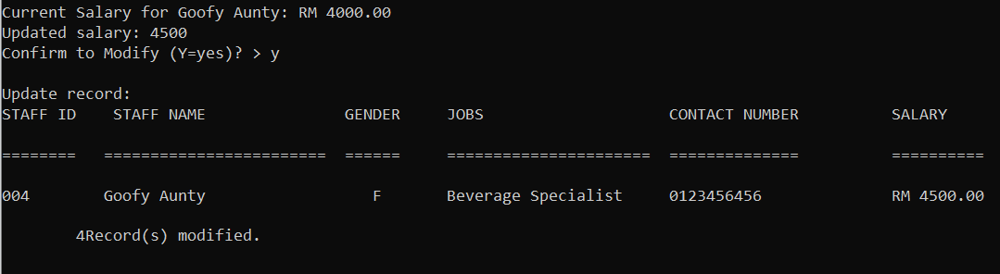 Current Salary for Goofy Aunty: RM 4000.00
Updated salary: 4500
Confirm to Modify (Y=yes)? > y
Update record:
STAFF ID    STAFF NAME               GENDER     JOBS                    CONTACT NUMBER          SALARY
========   ========================  ======     ======================  ==============          ==========
004        Goofy Aunty                  F       Beverage Specialist     0123456456              RM 4500.00
        4Record(s) modified.